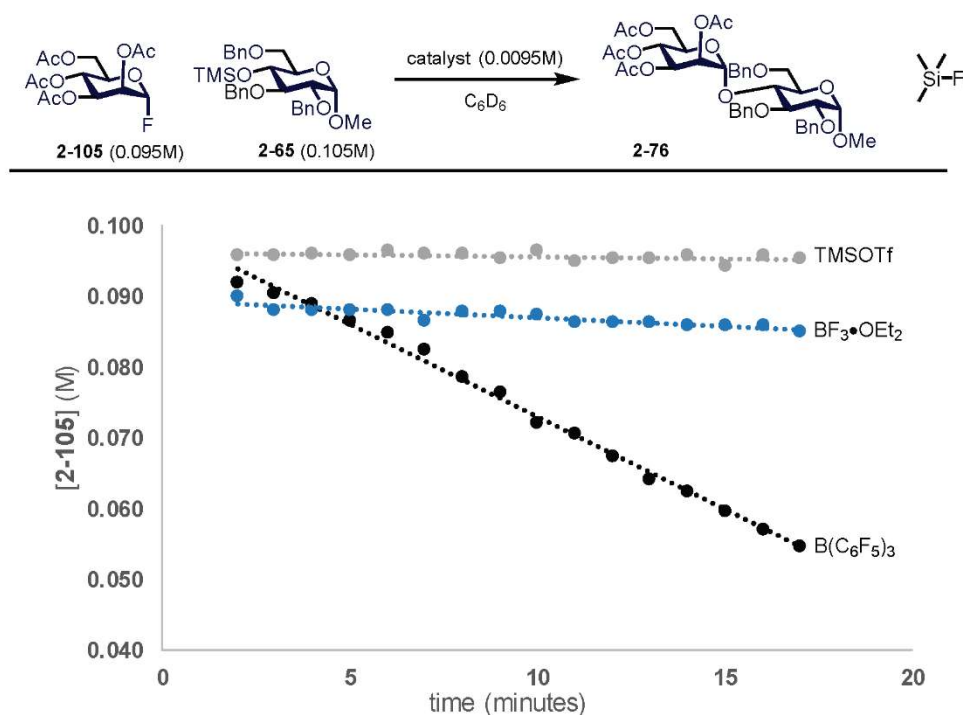 catalyst (0.0095M)
C₆D₆
AcO
OAc
AcO
AcO
O
F
BnO
TMSO
BnO
O
BnO
OMe
AcO
OAc
AcO
AcO
O
BnO
O
O
BnO
BnO
OMe
Si-F
2-105 (0.095M)
2-65 (0.105M)
2-76
0.100
0.090
0.080
0.070
0.060
0.050
0.040
[2-105] (M)
TMSOTf
BF₃•OEt₂
B(C₆F₅)₃
0
5
10
15
20
time (minutes)